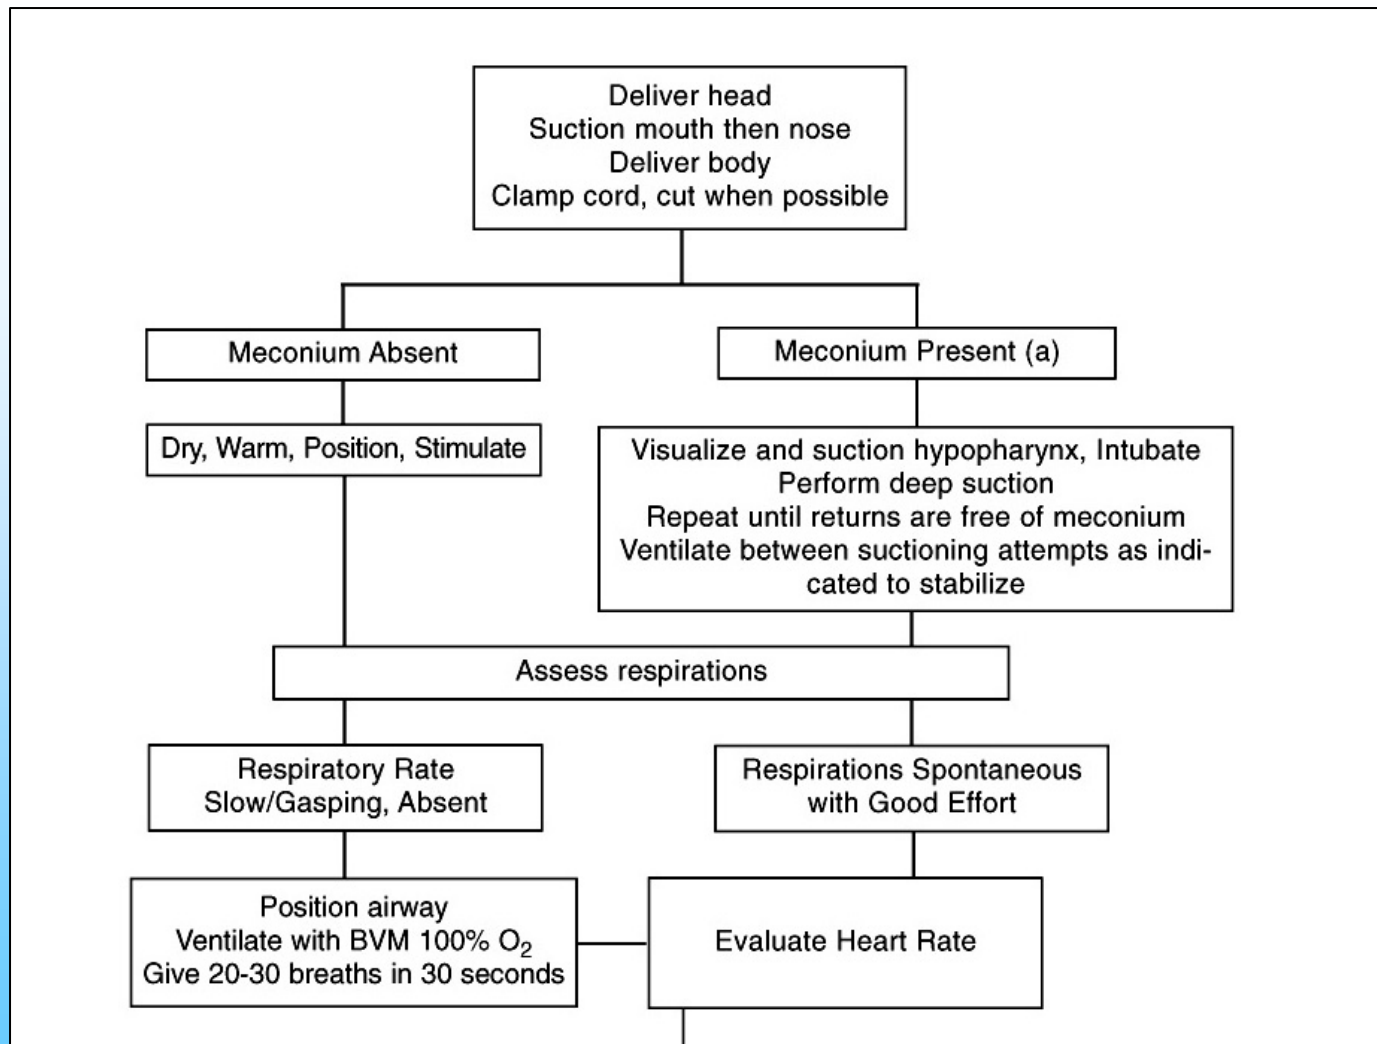 Deliver head
Suction mouth then nose
Deliver body
Clamp cord, cut when possible
Meconium Absent
Meconium Present (a)
Dry, Warm, Position, Stimulate
Visualize and suction hypopharynx, Intubate
Perform deep suction
Repeat until returns are free of meconium
Ventilate between suctioning attempts as indi-
cated to stabilize
Assess respirations
Respiratory Rate
Slow/Gasping, Absent
Respirations Spontaneous
with Good Effort
Position airway
Ventilate with BVM 100% O₂
Give 20-30 breaths in 30 seconds
Evaluate Heart Rate